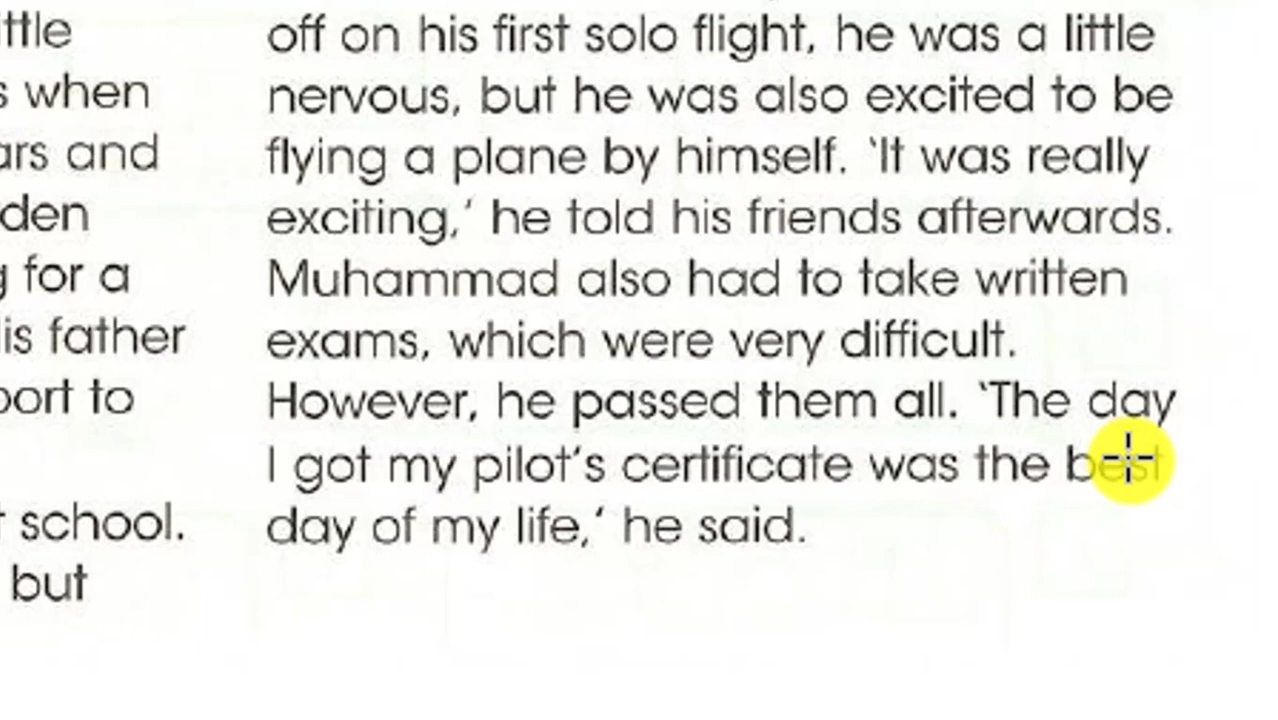 ttle
s when
ars and
den
g for a
is father
port to
school.
but
off on his first solo flight, he was a little
nervous, but he was also excited to be
flying a plane by himself. 'It was really
exciting,' he told his friends afterwards.
Muhammad also had to take written
exams, which were very difficult.
However, he passed them all. 'The day
I got my pilot's certificate was the best
day of my life,' he said.